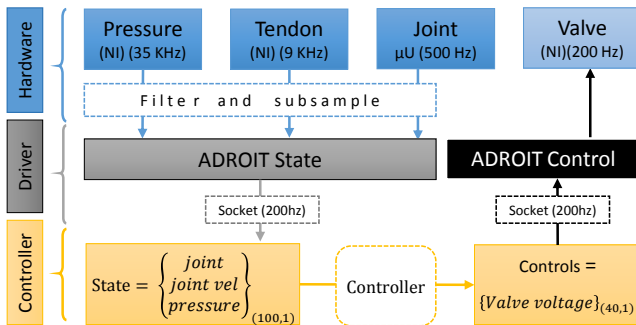 Hardware
Pressure
(NI) (35 KHz)
Tendon
(NI) (9 KHz)
Joint
µU (500 Hz)
Valve
(NI)(200 Hz)
Filter and subsample
Driver
ADROIT State
ADROIT Control
Socket (200hz)
Socket (200hz)
Controller
State = { joint
joint vel
pressure } (100,1)
Controller
Controls =
{Valve voltage}(40,1)